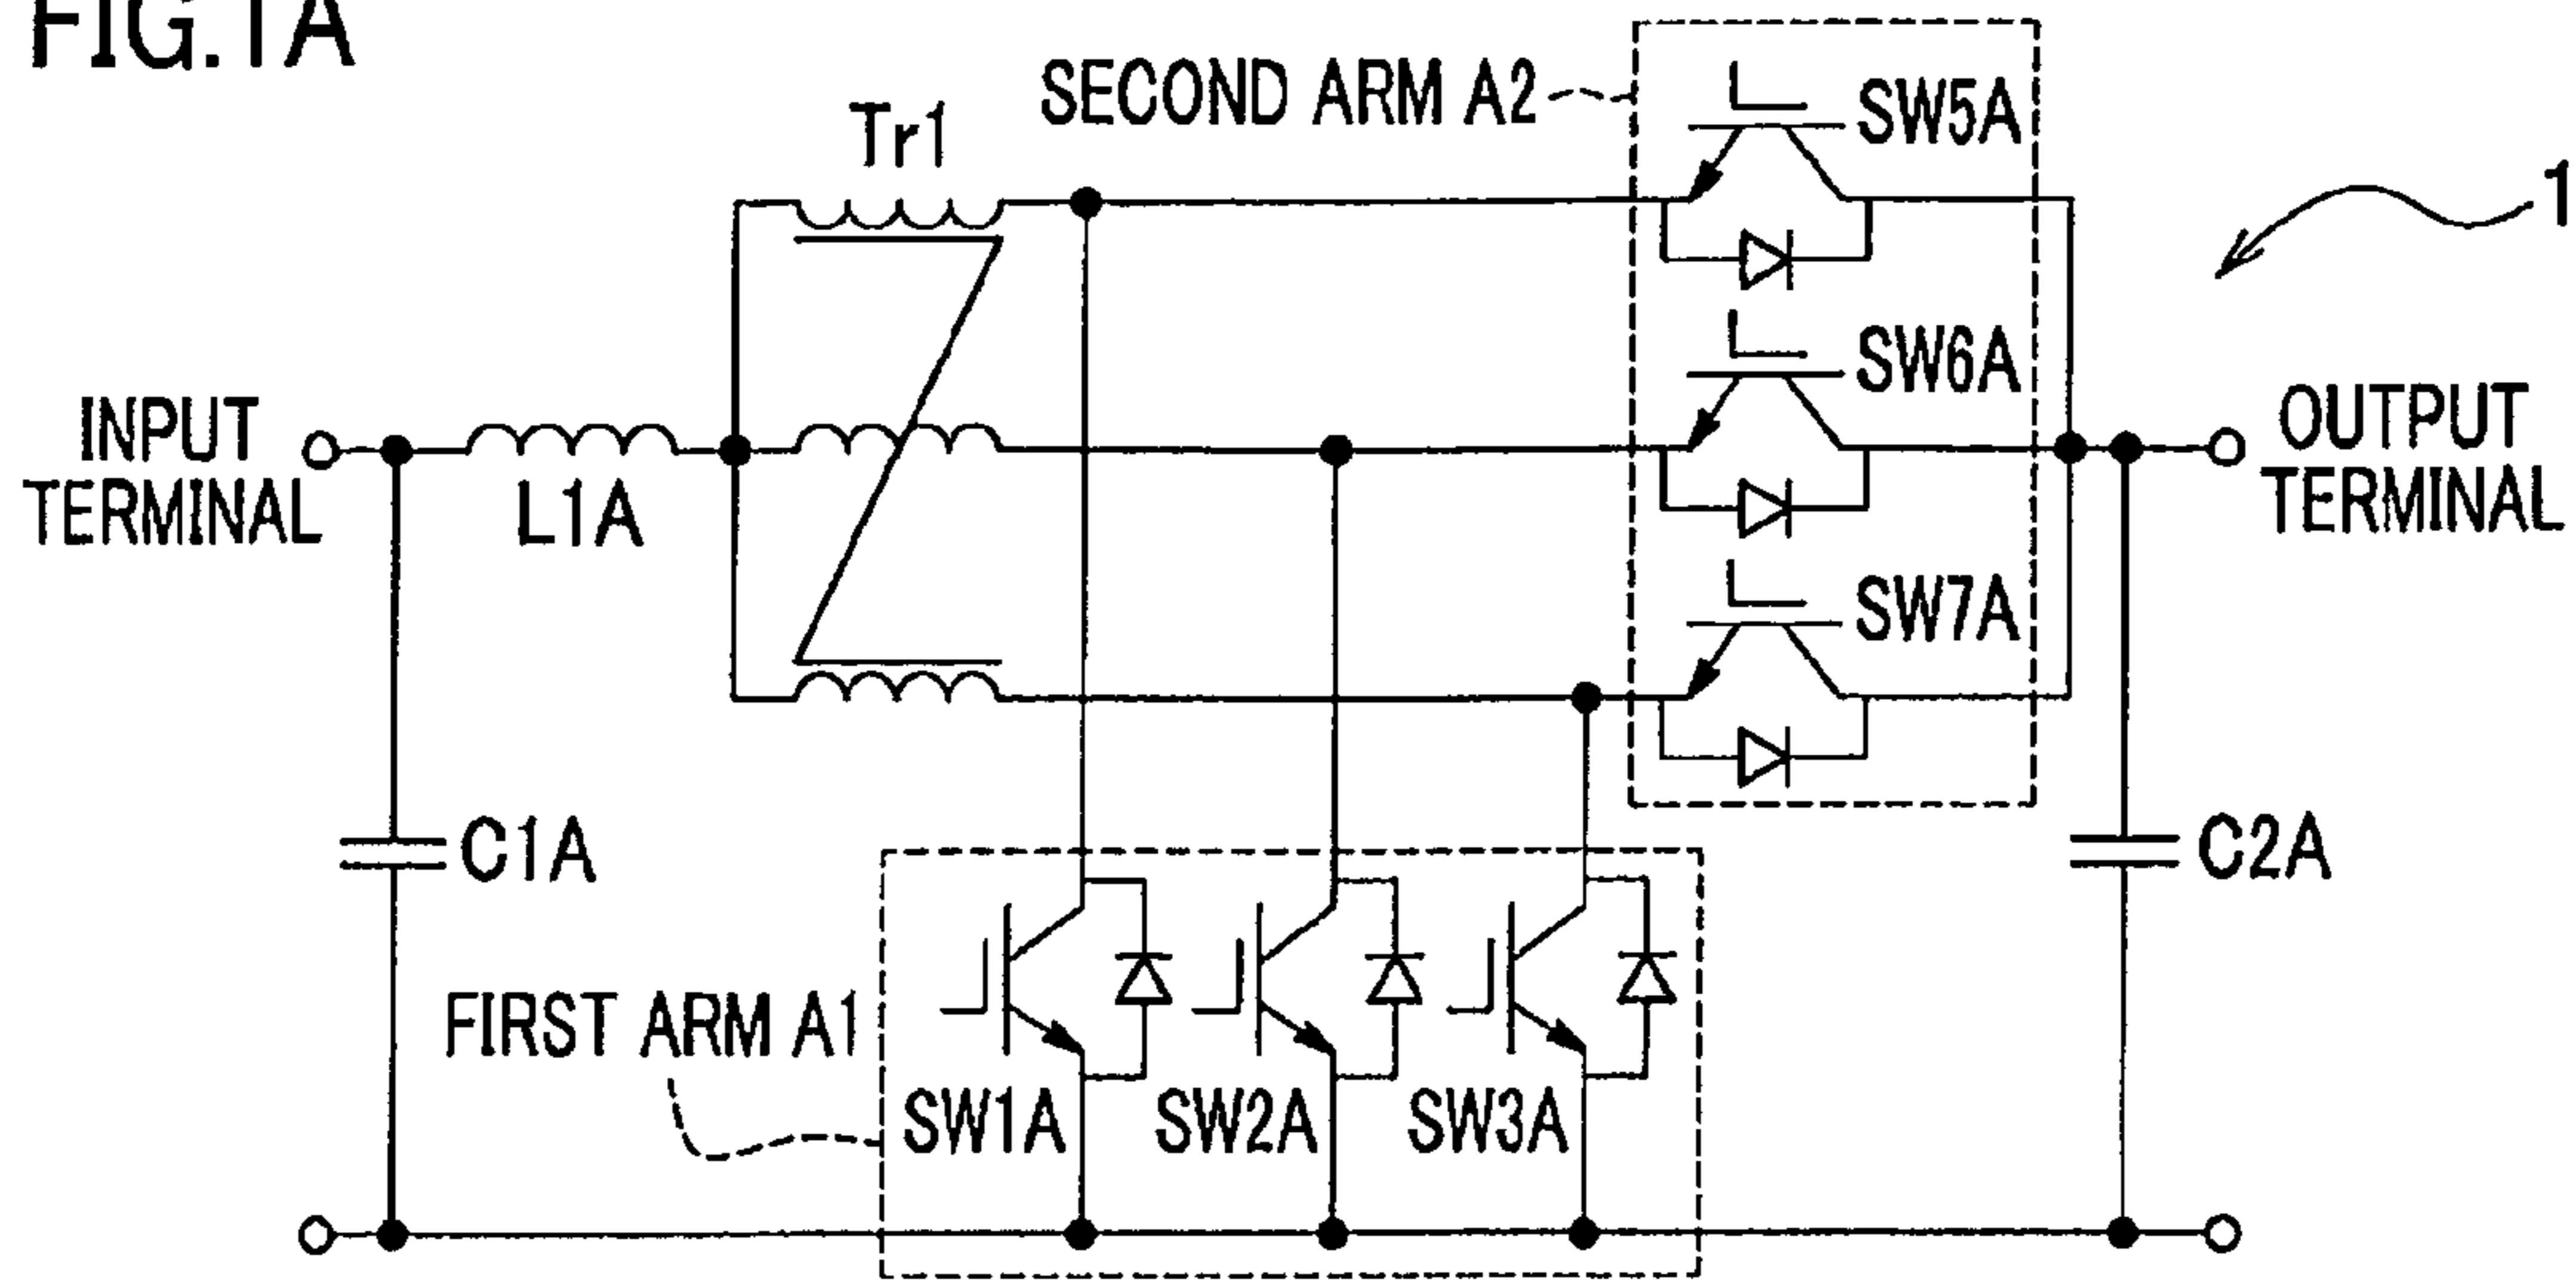 FIG.1A
SECOND ARM A2
SW5A
Tr1
1
SW6A
INPUT
TERMINAL
L1A
OUTPUT
TERMINAL
SW7A
C1A
C2A
FIRST ARM A1
SW1A
SW2A
SW3A